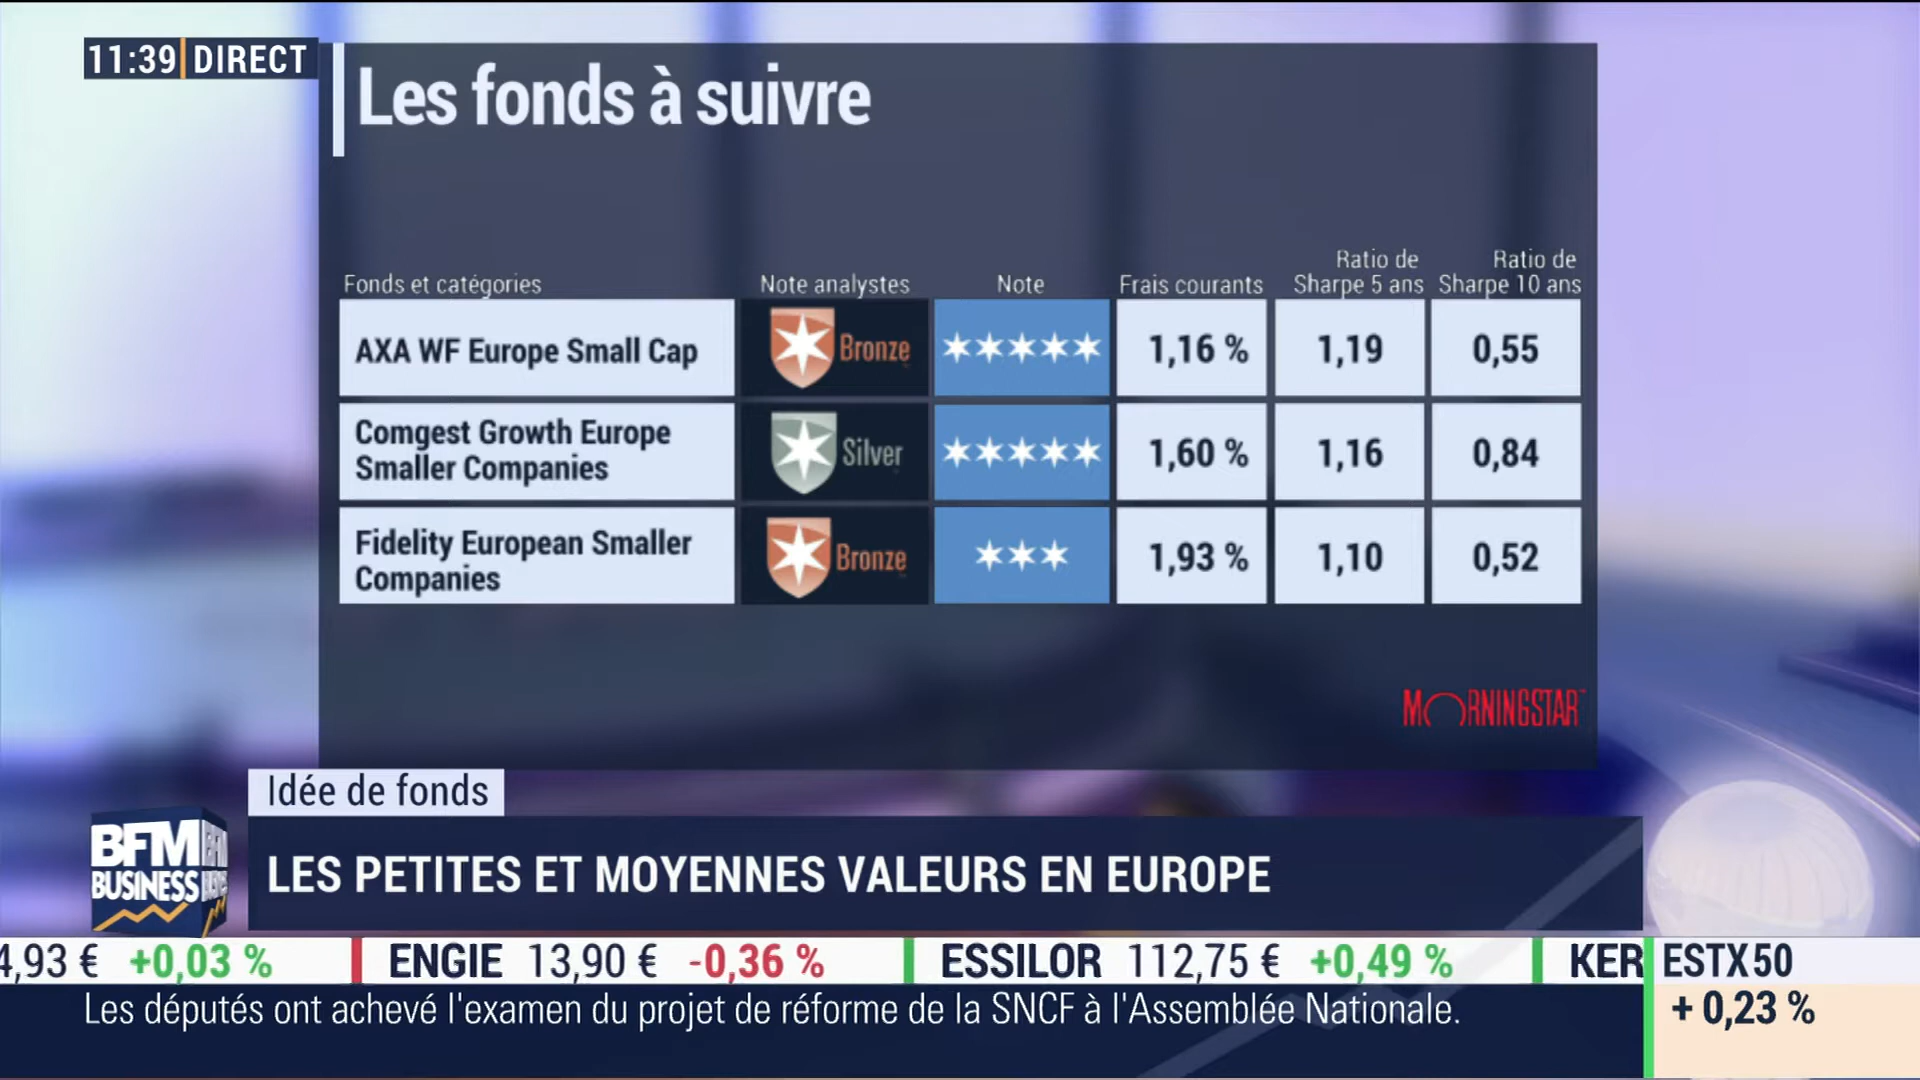 11:39 DIRECT
Les fonds à suivre
Fonds et catégories
Note analystes
Note
Frais courants
Ratio de
Sharpe 5 ans
Ratio de
Sharpe 10 ans
AXA WF Europe Small Cap
Bronze
1,16 %
1,19
0,55
Comgest Growth Europe
Smaller Companies
Silver
1,60 %
1,16
0,84
Fidelity European Smaller
Companies
Bronze
1,93 %
1,10
0,52
MORNINGSTAR
Idée de fonds
BFM
BUSINESS
LES PETITES ET MOYENNES VALEURS EN EUROPE
4,93 € +0,03 % ENGIE 13,90 € -0,36 % ESSILOR 112,75 € +0,49 % KER
ESTX50
+ 0,23 %
Les députés ont achevé l'examen du projet de réforme de la SNCF à l'Assemblée Nationale.